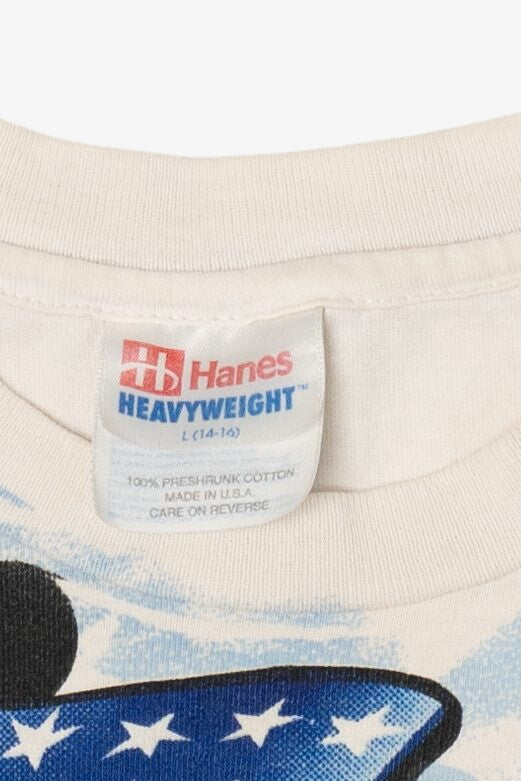 Hanes
HEAVYWEIGHT™
L (14-16)
100% PRESHRUNK COTTON
MADE IN U.S.A.
CARE ON REVERSE